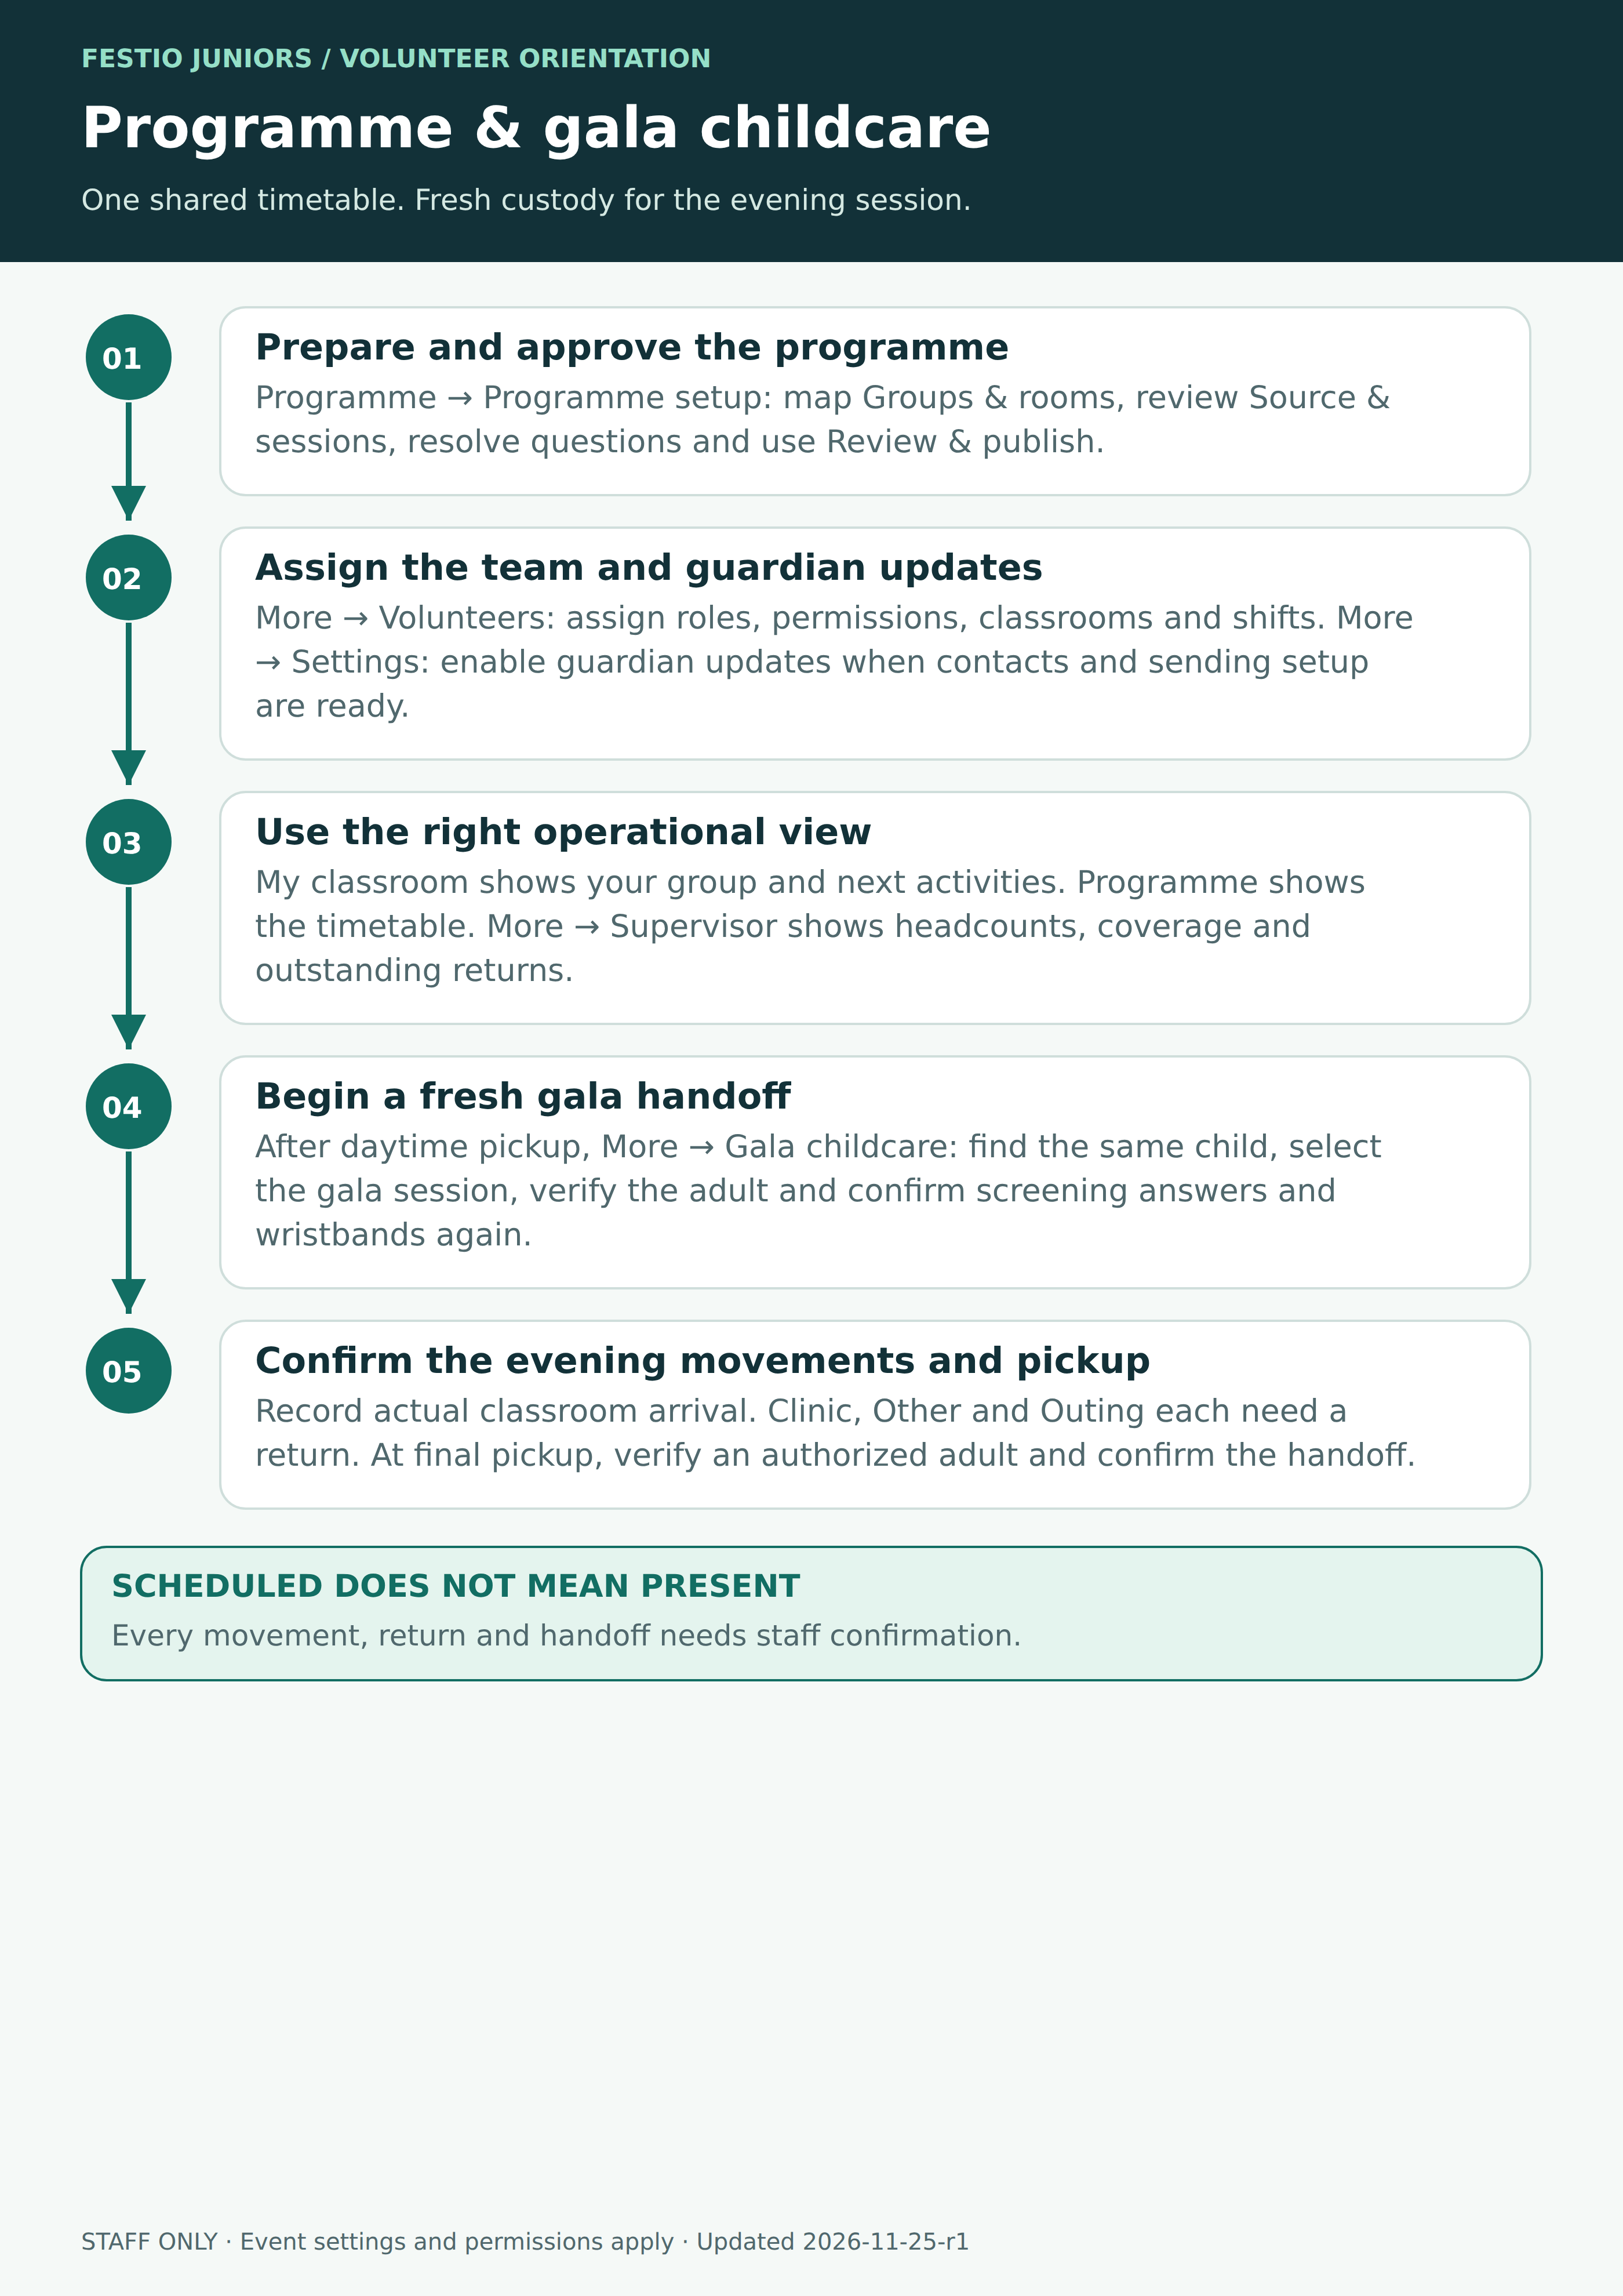 FESTIO JUNIORS / VOLUNTEER ORIENTATION
Programme & gala childcare
One shared timetable. Fresh custody for the evening session.
01
Prepare and approve the programme
Programme → Programme setup: map Groups & rooms, review Source &
sessions, resolve questions and use Review & publish.
02
Assign the team and guardian updates
More → Volunteers: assign roles, permissions, classrooms and shifts. More
→ Settings: enable guardian updates when contacts and sending setup
are ready.
03
Use the right operational view
My classroom shows your group and next activities. Programme shows
the timetable. More → Supervisor shows headcounts, coverage and
outstanding returns.
04
Begin a fresh gala handoff
After daytime pickup, More → Gala childcare: find the same child, select
the gala session, verify the adult and confirm screening answers and
wristbands again.
05
Confirm the evening movements and pickup
Record actual classroom arrival. Clinic, Other and Outing each need a
return. At final pickup, verify an authorized adult and confirm the handoff.
SCHEDULED DOES NOT MEAN PRESENT
Every movement, return and handoff needs staff confirmation.
STAFF ONLY · Event settings and permissions apply · Updated 2026-11-25-r1